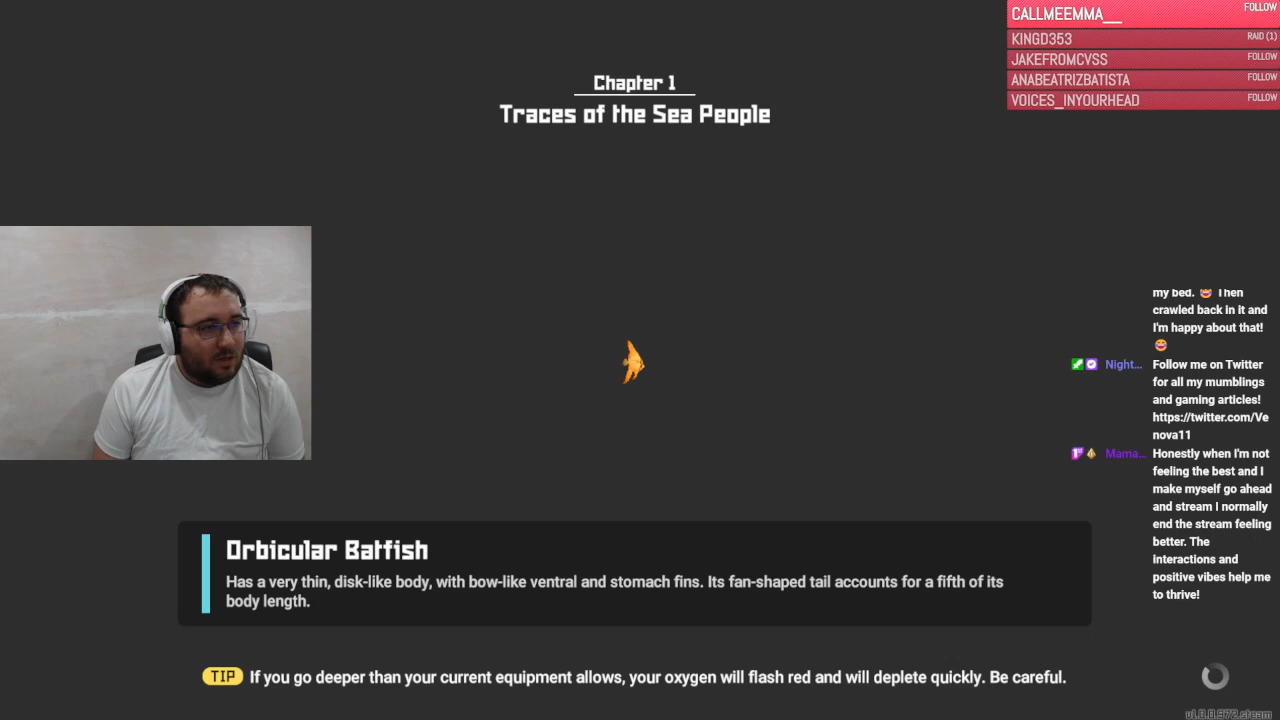 CALLMEEMMA__ FOLLOW
KINGD353 RAID (1)
JAKEFROMCVSS FOLLOW
ANABEATRIZBATISTA FOLLOW
VOICES_INYOURHEAD FOLLOW
Chapter 1
Traces of the Sea People
my bed. 😂 Then
crawled back in it and
I'm happy about that!
😂
Night... Follow me on Twitter
for all my mumblings
and gaming articles!
https://twitter.com/Ve
nova11
Mama... Honestly when I'm not
feeling the best and I
make myself go ahead
and stream I normally
end the stream feeling
better. The
interactions and
positive vibes help me
to thrive!
Orbicular Batfish
Has a very thin, disk-like body, with bow-like ventral and stomach fins. Its fan-shaped tail accounts for a fifth of its
body length.
TIP If you go deeper than your current equipment allows, your oxygen will flash red and will deplete quickly. Be careful.
v1.0.0.972.steam